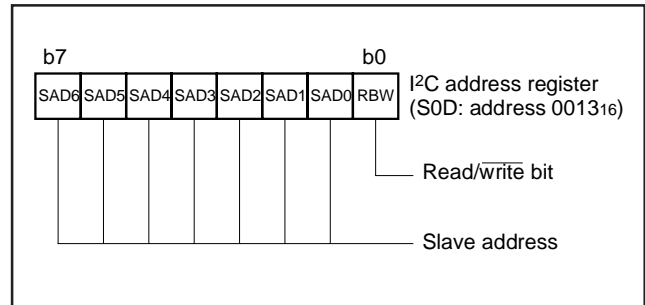 b7 b0
SAD6 SAD5 SAD4 SAD3 SAD2 SAD1 SAD0 RBW
I2C address register
(S0D: address 001316)
Read/write bit
Slave address